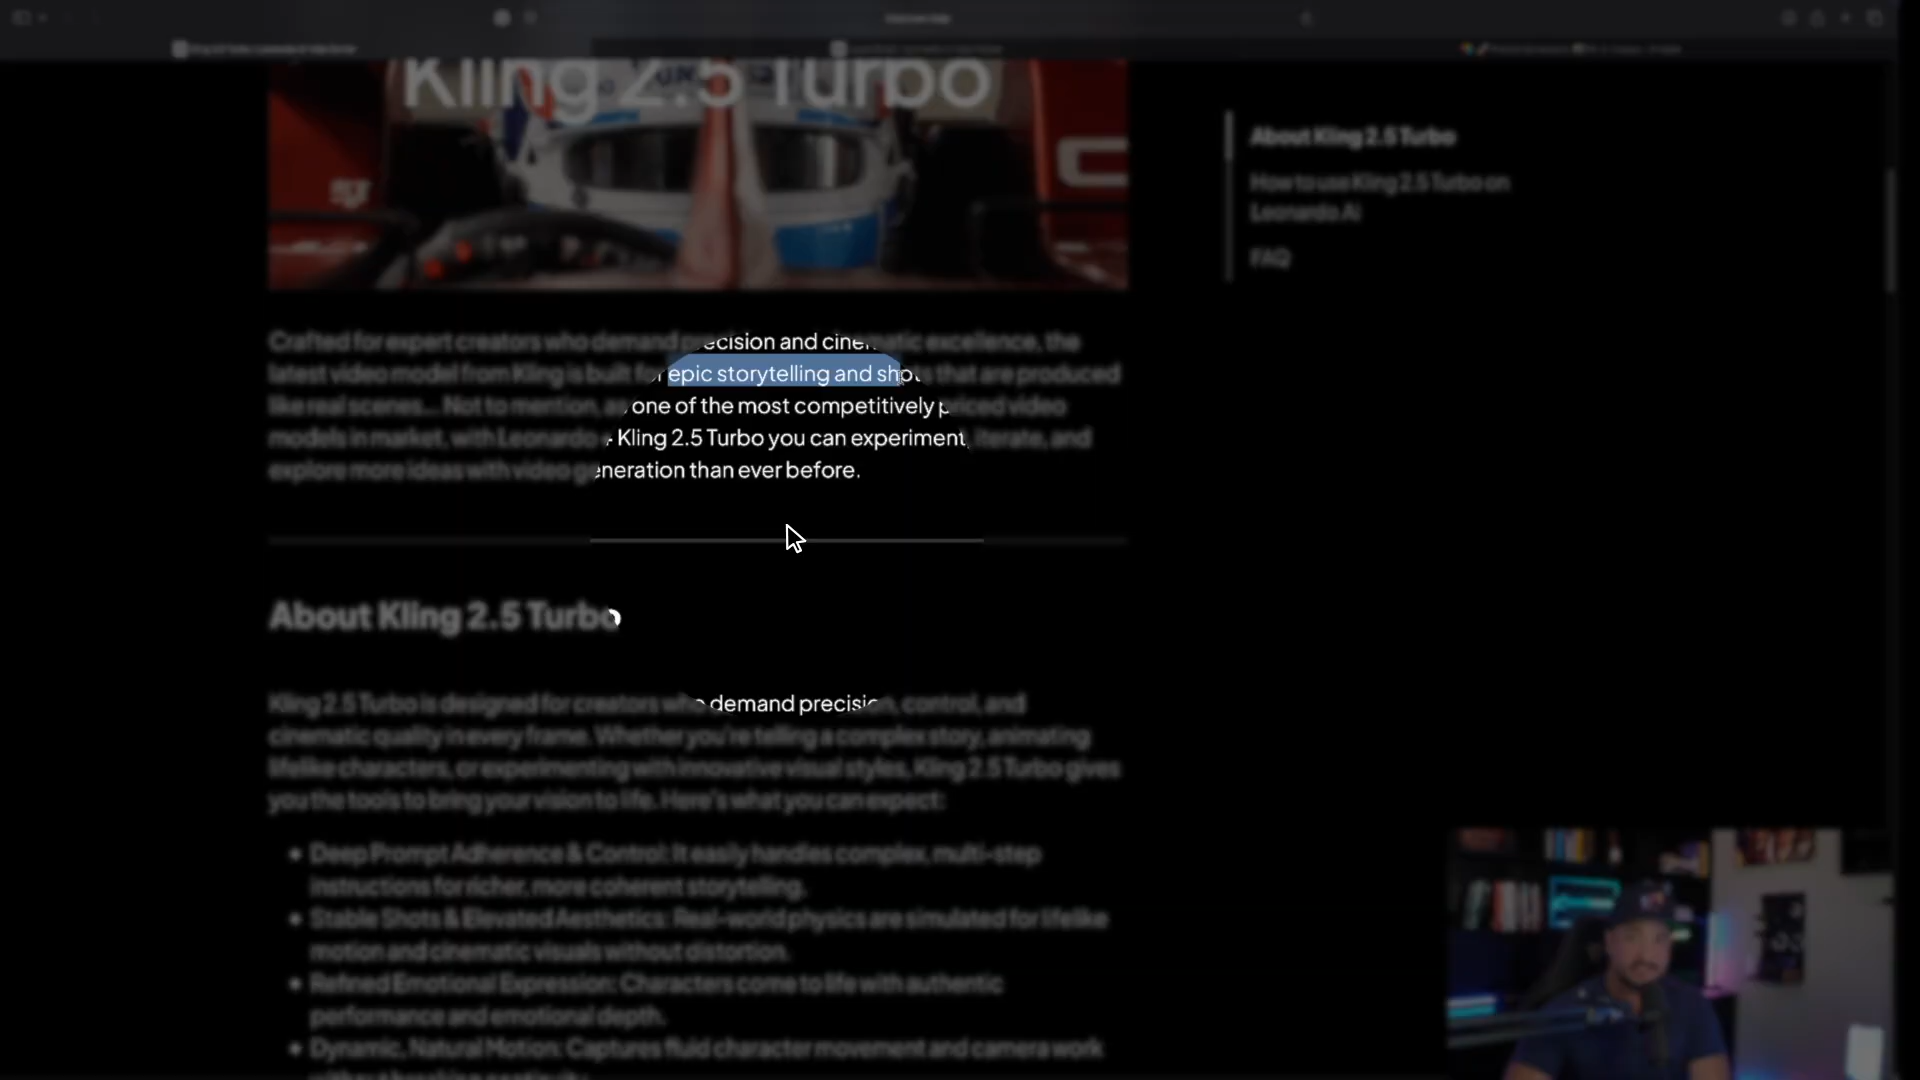 Kling 2.5 Turbo
Crafted for expert creators who demand precision and cinematic excellence, the
latest video model from Kling is built for epic storytelling and shots that are produced
like real scenes... Not to mention, as one of the most competitively priced video
models in market, with Leonardo + Kling 2.5 Turbo you can experiment, iterate, and
explore more ideas with video generation than ever before.
About Kling 2.5 Turbo
Kling 2.5 Turbo is designed for creators who demand precision, control, and
cinematic quality in every frame. Whether you're telling a complex story, animating
lifelike characters, or experimenting with innovative visual styles, Kling 2.5 Turbo gives
you the tools to bring your vision to life. Here's what you can expect:
Deep Prompt Adherence & Control: It easily handles complex, multi-step
instructions for richer, more coherent storytelling.
Stable Shots & Elevated Aesthetics: Real-world physics are simulated for lifelike
motion and cinematic visuals without distortion.
Refined Emotional Expression: Characters come to life with authentic
performance and emotional depth.
Dynamic, Natural Motion: Captures fluid character movement and camera work
About Kling 2.5 Turbo
How to use Kling 2.5 Turbo on
Leonardo Ai
FAQ